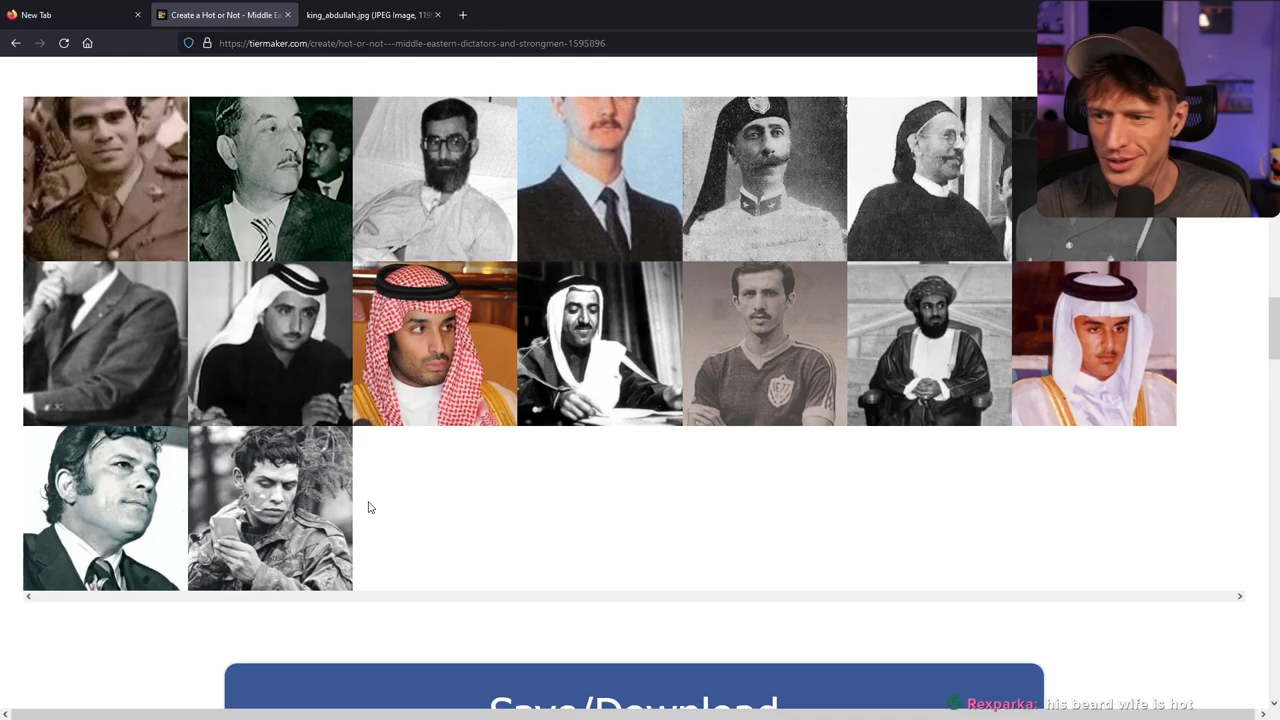 New Tab
Create a Hot or Not - Middle Ea
king_abdullah.jpg (JPEG Image, 119
https://tiermaker.com/create/hot-or-not---middle-eastern-dictators-and-strongmen-1595896
Save/Download
Rexparka: his beard wife is hot